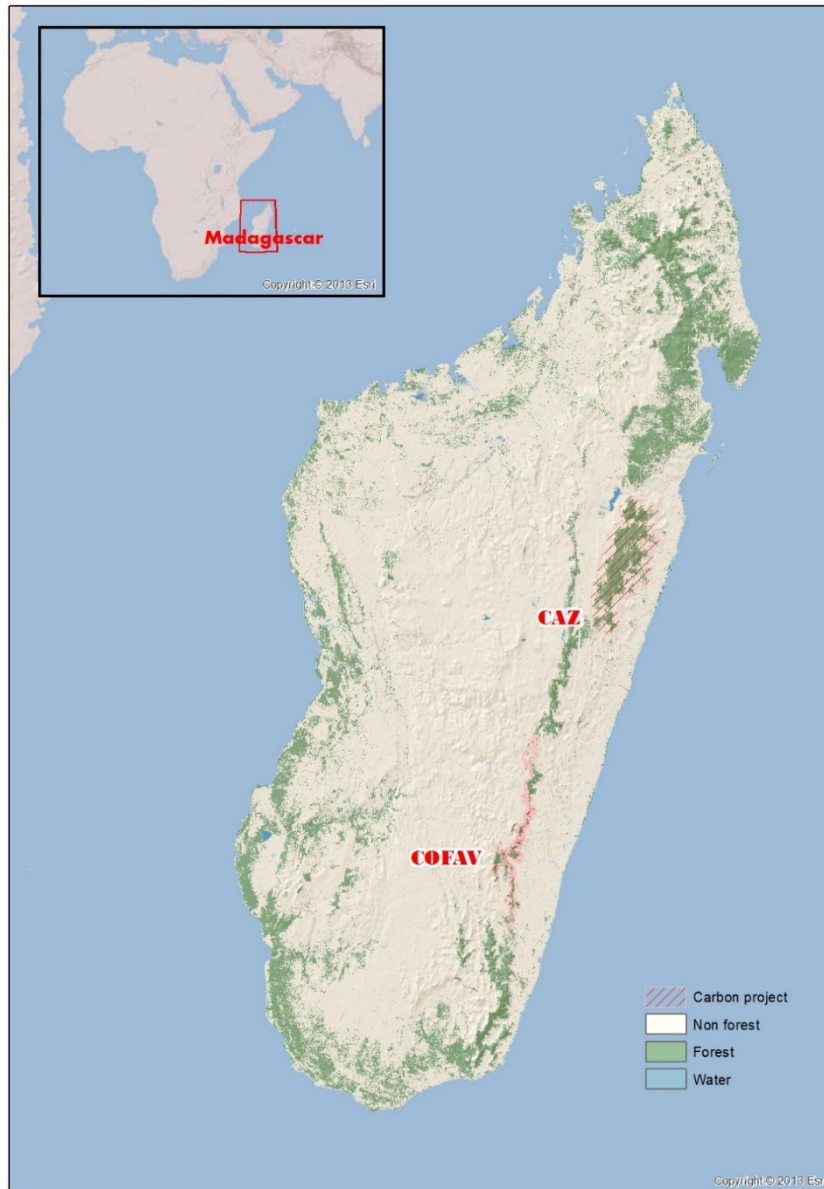 Madagascar
Copyright:© 2013 Esri
CAZ
COFAV
Carbon project
Non forest
Forest
Water
Copyright:© 2013 Esri